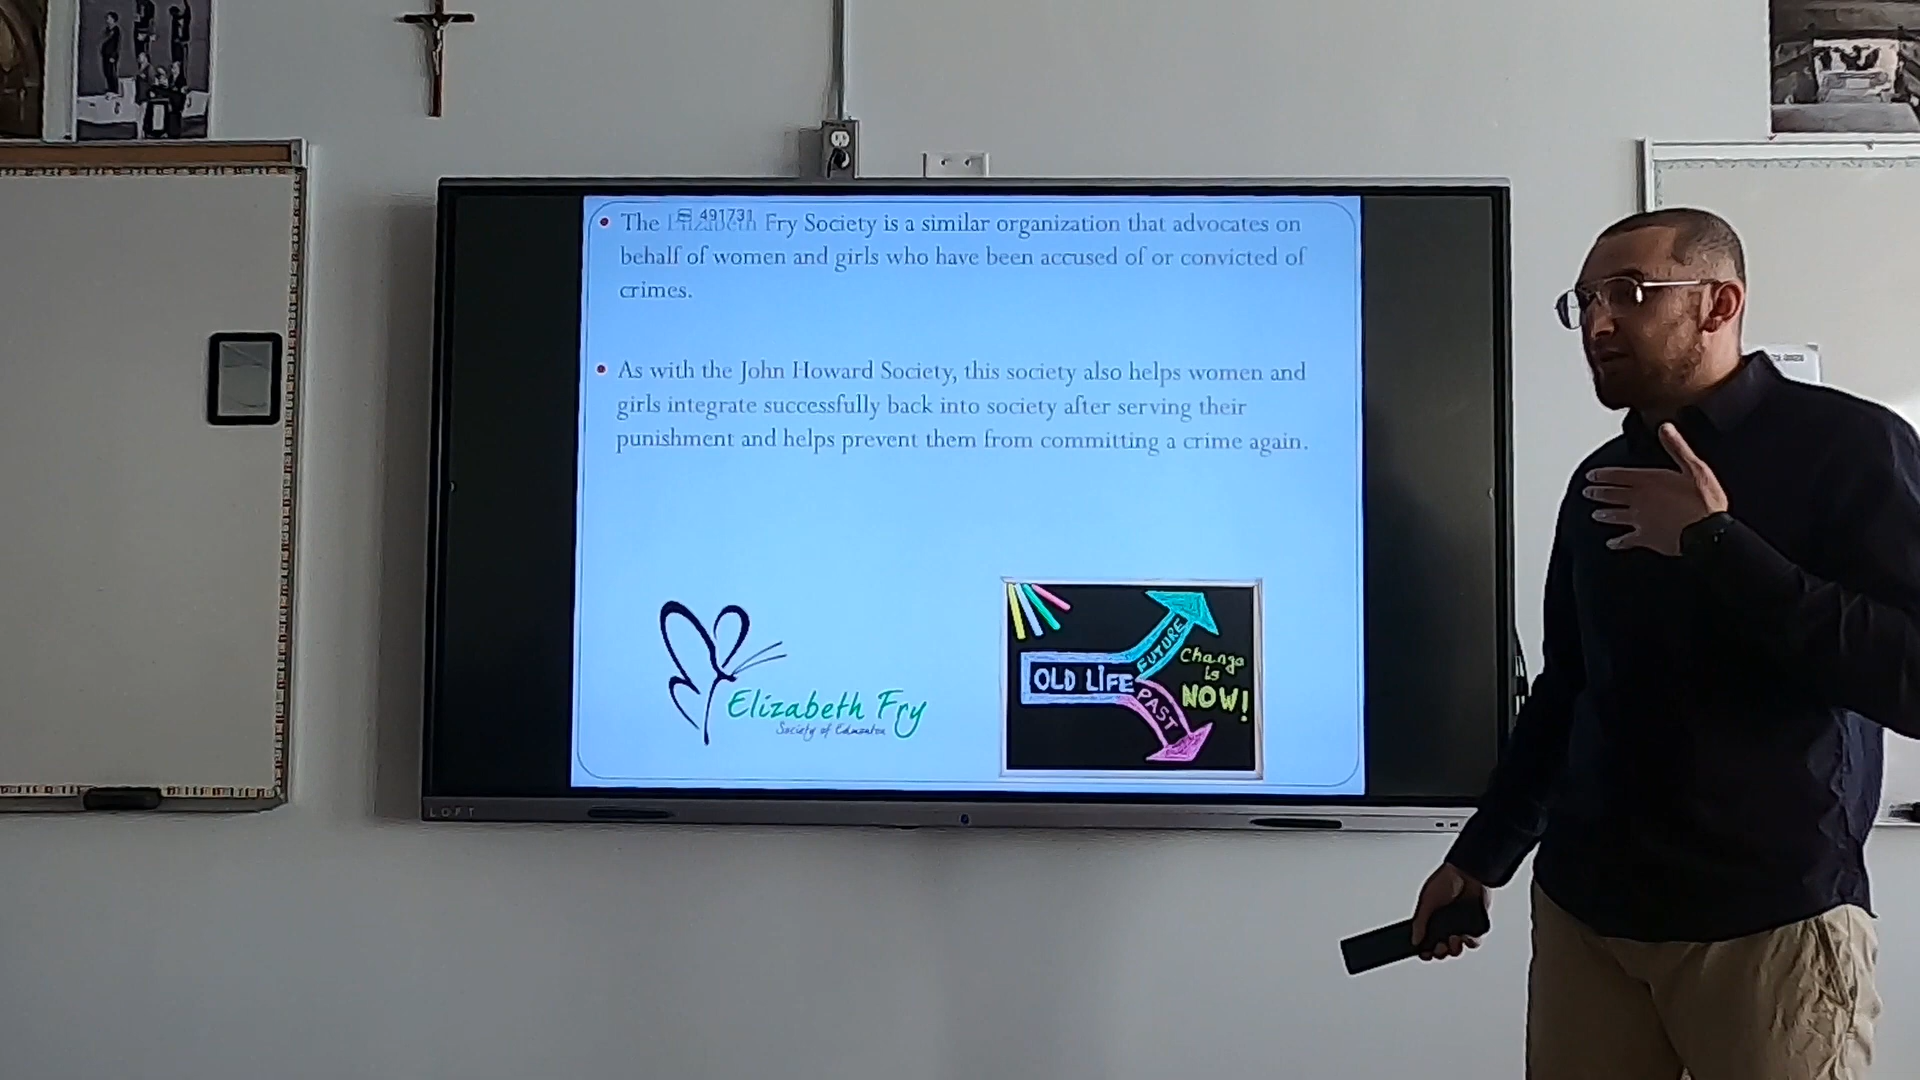 491731
The Elizabeth Fry Society is a similar organization that advocates on
behalf of women and girls who have been accused of or convicted of
crimes.
As with the John Howard Society, this society also helps women and
girls integrate successfully back into society after serving their
punishment and helps prevent them from committing a crime again.
Elizabeth Fry
Society of Edmonton
OLD LIFE
FUTURE
PAST
Change
is
NOW!
LOFT